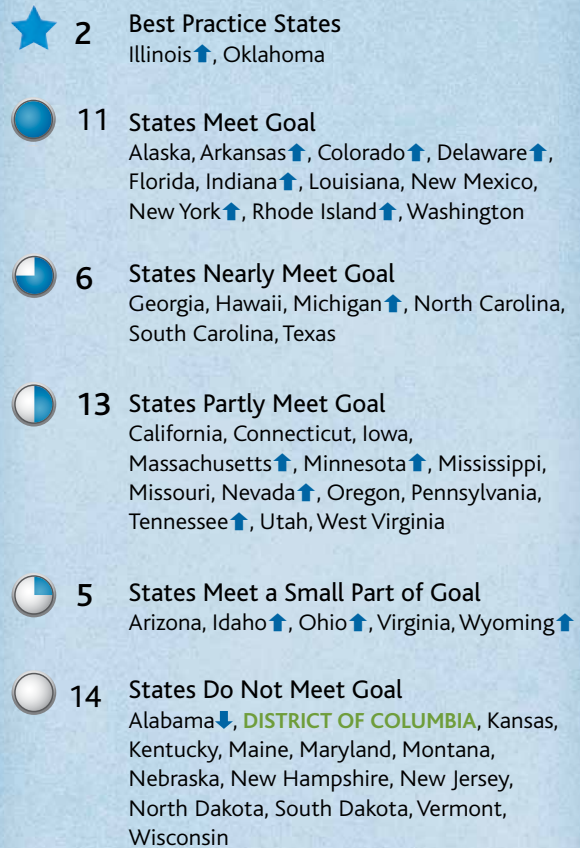 2 Best Practice States
Illinois⬆, Oklahoma
11 States Meet Goal
Alaska, Arkansas⬆, Colorado⬆, Delaware⬆,
Florida, Indiana⬆, Louisiana, New Mexico,
New York⬆, Rhode Island⬆, Washington
6 States Nearly Meet Goal
Georgia, Hawaii, Michigan⬆, North Carolina,
South Carolina, Texas
13 States Partly Meet Goal
California, Connecticut, Iowa,
Massachusetts⬆, Minnesota⬆, Mississippi,
Missouri, Nevada⬆, Oregon, Pennsylvania,
Tennessee⬆, Utah, West Virginia
5 States Meet a Small Part of Goal
Arizona, Idaho⬆, Ohio⬆, Virginia, Wyoming⬆
14 States Do Not Meet Goal
Alabama⬇, DISTRICT OF COLUMBIA, Kansas,
Kentucky, Maine, Maryland, Montana,
Nebraska, New Hampshire, New Jersey,
North Dakota, South Dakota, Vermont,
Wisconsin